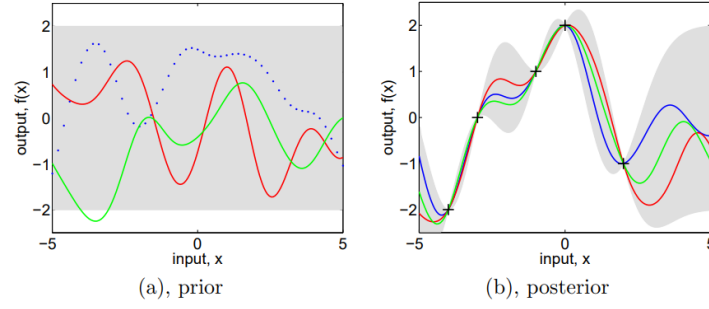 2
1
0
−1
−2
−5
0
5
output, f(x)
input, x
(a), prior
2
1
0
−1
−2
−5
0
5
output, f(x)
input, x
(b), posterior